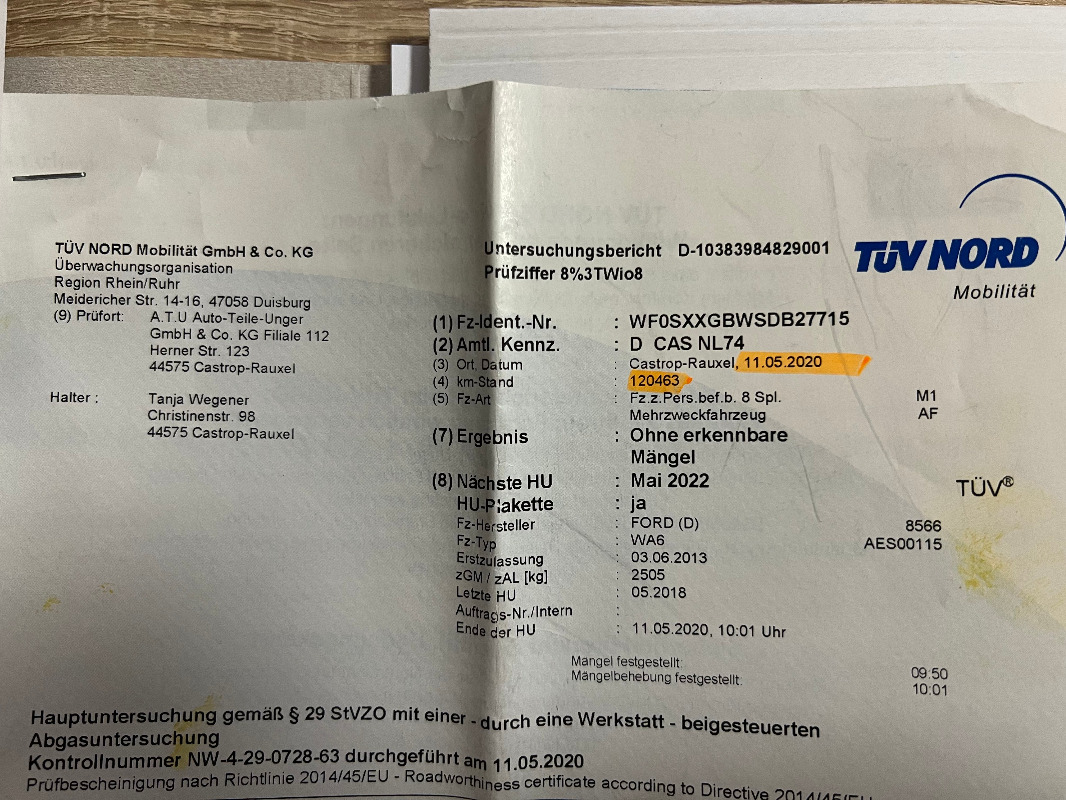 TÜV NORD Mobilität GmbH & Co. KG
Überwachungsorganisation
Region Rhein/Ruhr
Meidericher Str. 14-16, 47058 Duisburg
(9) Prüfort: A.T.U Auto-Teile-Unger
GmbH & Co. KG Filiale 112
Herner Str. 123
44575 Castrop-Rauxel
Halter : Tanja Wegener
Christinenstr. 98
44575 Castrop-Rauxel
Untersuchungsbericht D-10383984829001
Prüfziffer 8%3TWio8
TÜV NORD
Mobilität
(1) Fz-Ident.-Nr. : WF0SXXGBWSDB27715
(2) Amtl. Kennz. : D CAS NL74
(3) Ort, Datum : Castrop-Rauxel, 11.05.2020
(4) km-Stand : 120463
(5) Fz-Art : Fz.z.Pers.bef.b. 8 Spl. M1
Mehrzweckfahrzeug AF
(7) Ergebnis : Ohne erkennbare
Mängel
(8) Nächste HU : Mai 2022
TÜV®
HU-Plakette : ja
Fz-Hersteller : FORD (D) 8566
Fz-Typ : WA6 AES00115
Erstzulassung : 03.06.2013
zGM / zAL [kg] : 2505
Letzte HU : 05.2018
Auftrags-Nr./Intern :
Ende der HU : 11.05.2020, 10:01 Uhr
Mängel festgestellt: 09:50
Mängelbehebung festgestellt: 10:01
Hauptuntersuchung gemäß § 29 StVZO mit einer - durch eine Werkstatt - beigesteuerten
Abgasuntersuchung
Kontrollnummer NW-4-29-0728-63 durchgeführt am 11.05.2020
Prüfbescheinigung nach Richtlinie 2014/45/EU - Roadworthiness certificate according to Directive 2014/45/EU